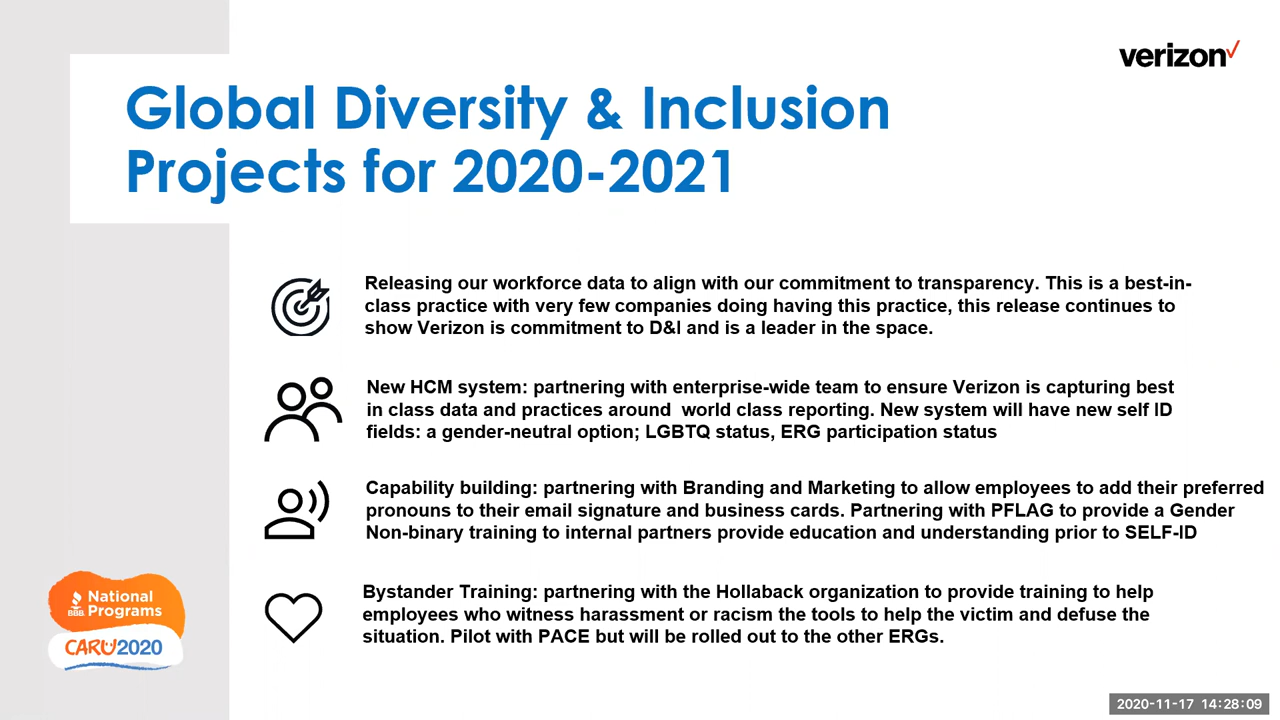 verizon✓
Global Diversity & Inclusion
Projects for 2020-2021
Releasing our workforce data to align with our commitment to transparency. This is a best-in-
class practice with very few companies doing having this practice, this release continues to
show Verizon is commitment to D&I and is a leader in the space.
New HCM system: partnering with enterprise-wide team to ensure Verizon is capturing best
in class data and practices around  world class reporting. New system will have new self ID
fields: a gender-neutral option; LGBTQ status, ERG participation status
Capability building: partnering with Branding and Marketing to allow employees to add their preferred
pronouns to their email signature and business cards. Partnering with PFLAG to provide a Gender
Non-binary training to internal partners provide education and understanding prior to SELF-ID
Bystander Training: partnering with the Hollaback organization to provide training to help
employees who witness harassment or racism the tools to help the victim and defuse the
situation. Pilot with PACE but will be rolled out to the other ERGs.
BBB
National
Programs
CARU2020
2020-11-17 14:28:09